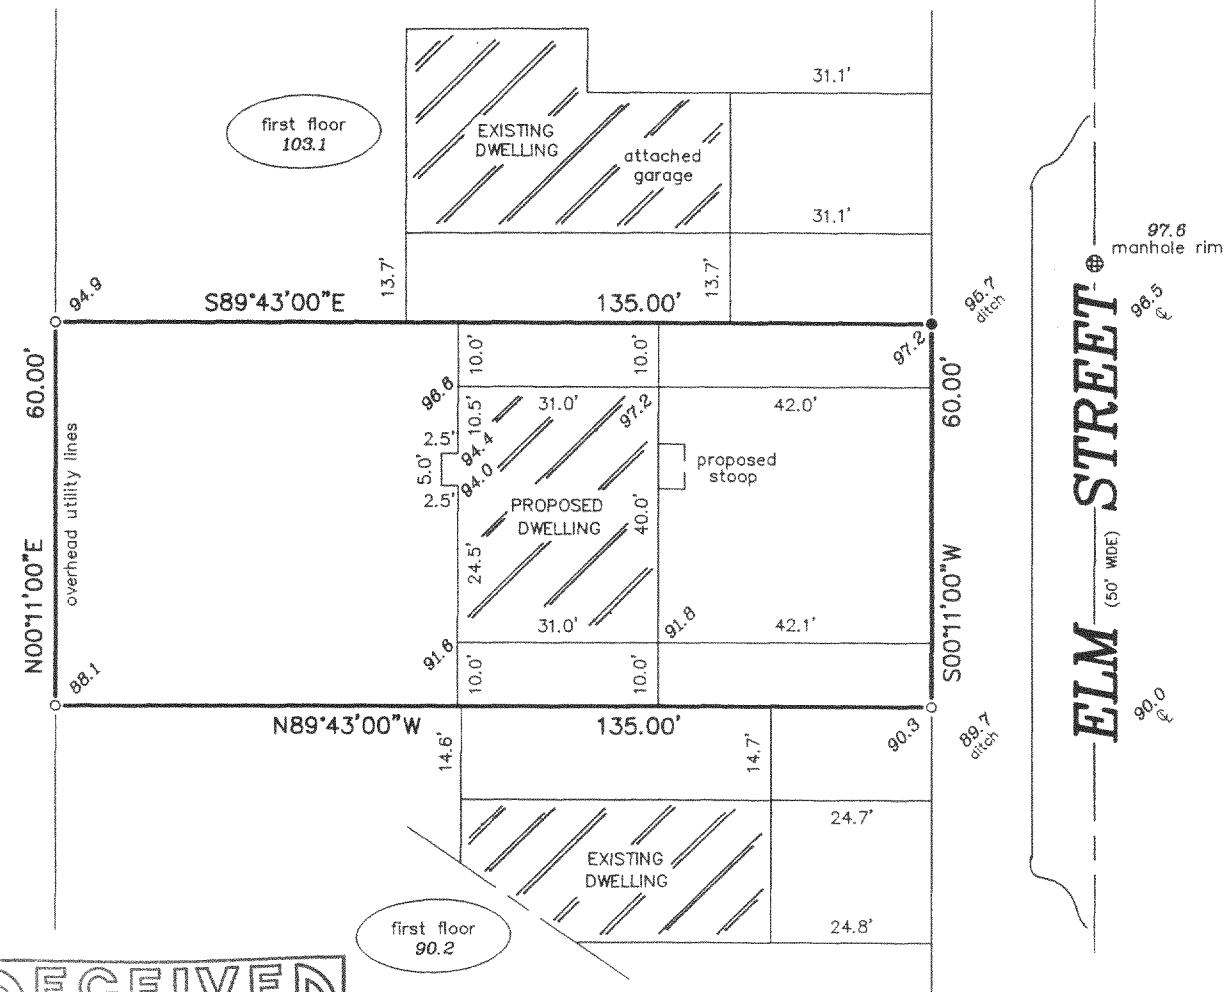 31.1'
first floor
103.1
EXISTING
DWELLING
attached
garage
31.1'
97.6
manhole rim
13.7'
13.7'
94.9
S89°43'00"E
135.00'
95.7
ditch
96.5
℄
97.2
60.00'
60.00'
10.0'
10.0'
96.6
31.0'
42.0'
10.5'
97.2
2.5'
94.4
5.0'
94.0
2.5'
proposed
stoop
PROPOSED
DWELLING
40.0'
24.5'
overhead utility lines
N00°11'00"E
S00°11'00"W
ELM STREET
(50' WIDE)
31.0'
91.8
42.1'
91.6
10.0'
10.0'
88.1
N89°43'00"W
135.00'
90.3
89.7
ditch
90.0
℄
14.6'
14.7'
24.7'
EXISTING
DWELLING
first floor
90.2
24.8'
RECEIVED